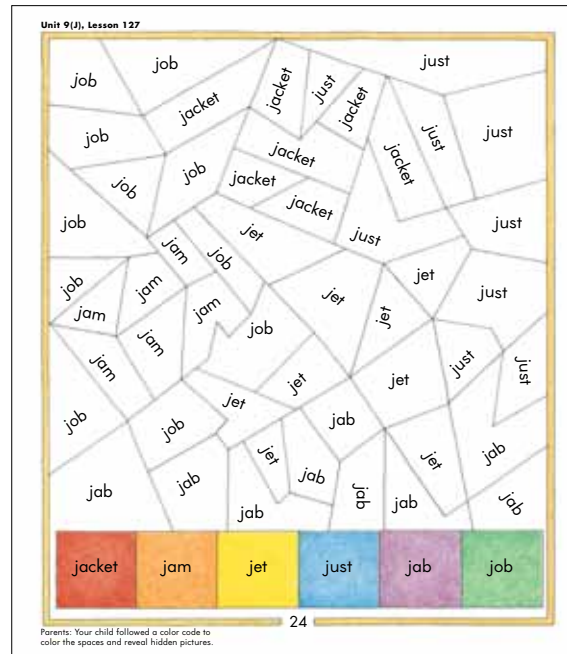 Unit 9(J), Lesson 127
job
job
just
jacket
just
jacket
jacket
just
just
job
jacket
jacket
job
job
jacket
jacket
job
jet
just
just
jam
job
jet
job
jam
jet
just
jam
jam
jet
job
jam
just
just
jam
jet
jet
jet
job
job
jab
jet
jab
jet
jab
jab
jab
jab
jab
jab
jab
jacket jam jet just jab job
24
Parents: Your child followed a color code to
color the spaces and reveal hidden pictures.